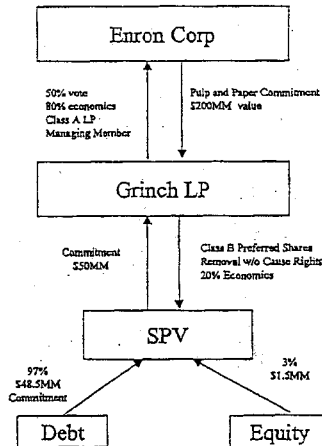 Enron Corp
50% vote
80% economics
Class A LP
Managing Member
Pulp and Paper Commitment
$200MM value
Grinch LP
Commitment
$50MM
Class B Preferred Shares
Removal w/o Cause Rights
20% Economics
SPV
97%
$48.5MM
Commitment
3%
$1.5MM
Debt
Equity